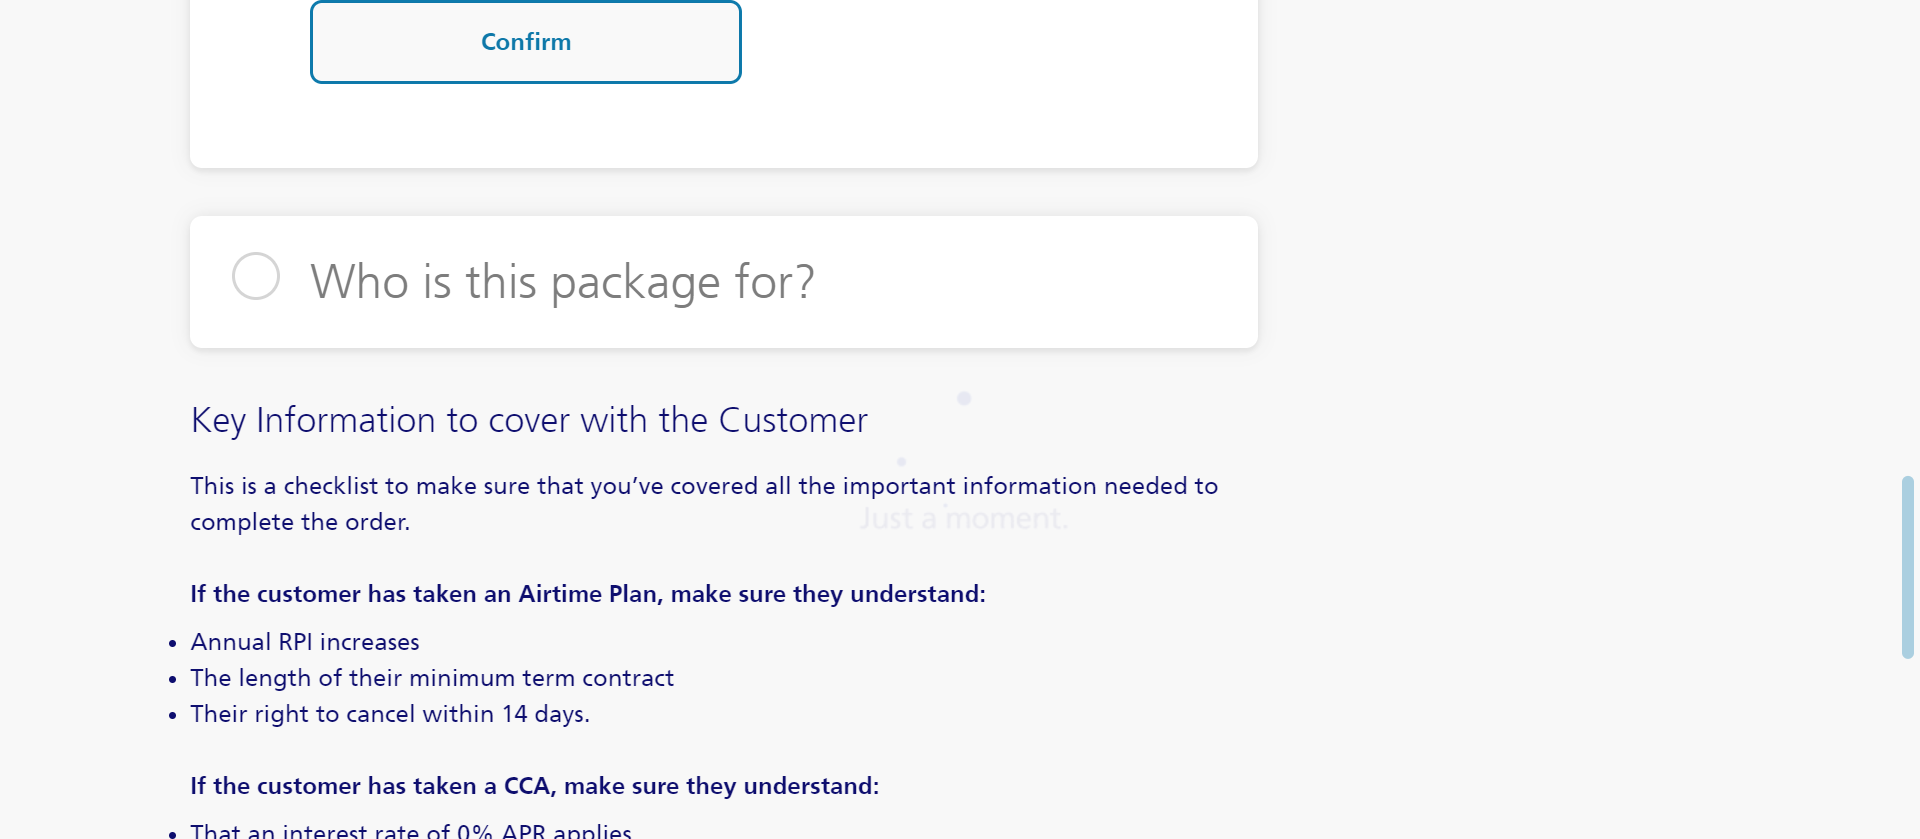 Confirm
Who is this package for?
Key Information to cover with the Customer
This is a checklist to make sure that you’ve covered all the important information needed to
complete the order.
Just a moment.
If the customer has taken an Airtime Plan, make sure they understand:
• Annual RPI increases
• The length of their minimum term contract
• Their right to cancel within 14 days.
If the customer has taken a CCA, make sure they understand:
• That an interest rate of 0% APR applies